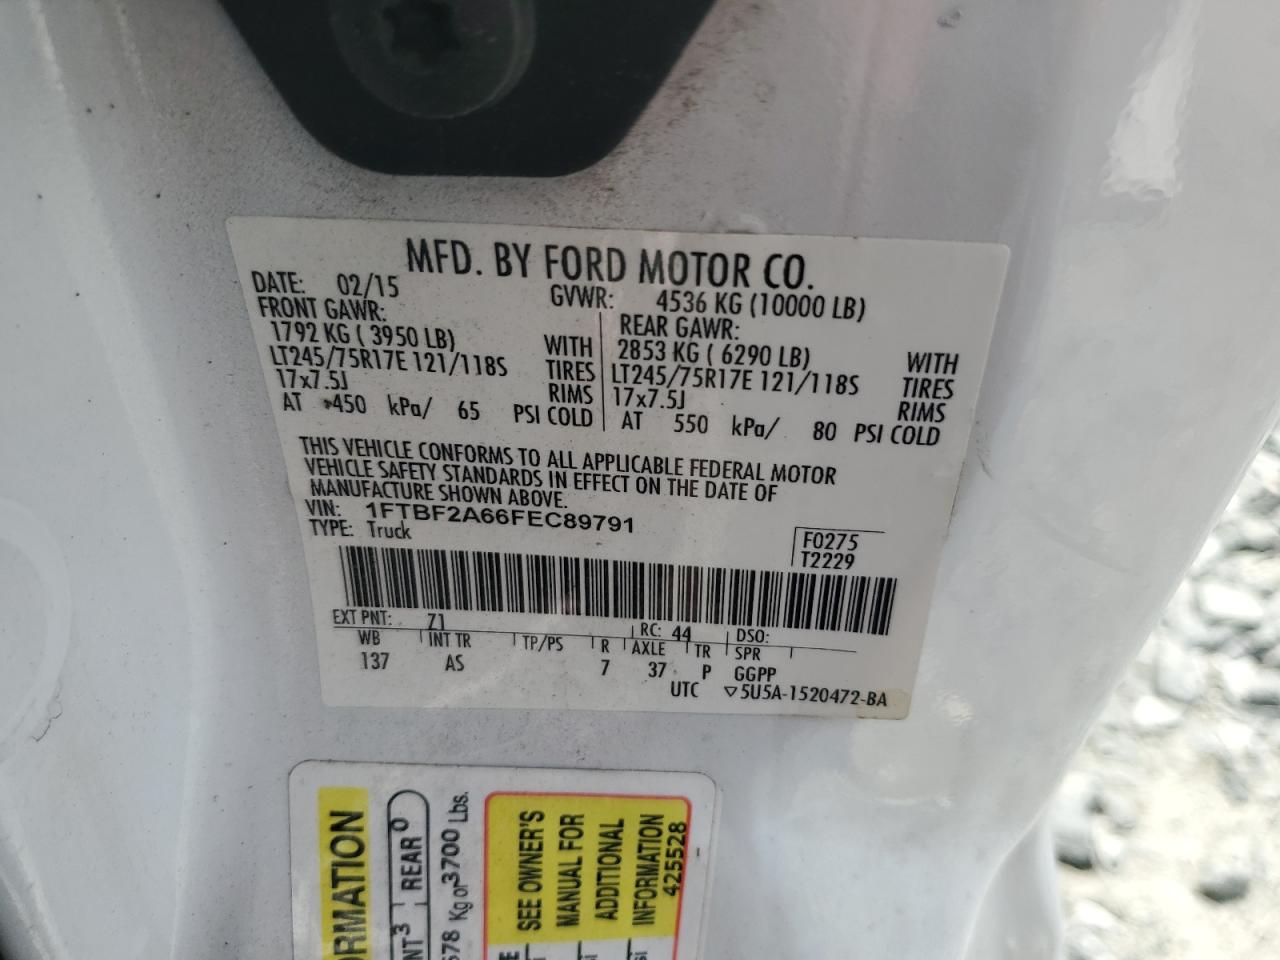 MFD. BY FORD MOTOR CO.
DATE: 02/15 GVWR: 4536 KG (10000 LB)
FRONT GAWR: REAR GAWR:
1792 KG ( 3950 LB) WITH 2853 KG ( 6290 LB) WITH
LT245/75R17E 121/118S TIRES LT245/75R17E 121/118S TIRES
17x7.5J RIMS 17x7.5J RIMS
AT 450 kPa/ 65 PSI COLD AT 550 kPa/ 80 PSI COLD
THIS VEHICLE CONFORMS TO ALL APPLICABLE FEDERAL MOTOR
VEHICLE SAFETY STANDARDS IN EFFECT ON THE DATE OF
MANUFACTURE SHOWN ABOVE.
VIN: 1FTBF2A66FEC89791
TYPE: Truck
F0275
T2229
EXT PNT: Z1 RC: 44 DSO:
WB INT TR TP/PS R AXLE TR SPR
137 AS 7 37 P GGPP
UTC ▽5U5A-1520472-BA
3 REAR 0
Kg or 3700 Lbs.
SEE OWNER'S
MANUAL FOR
ADDITIONAL
INFORMATION
425528